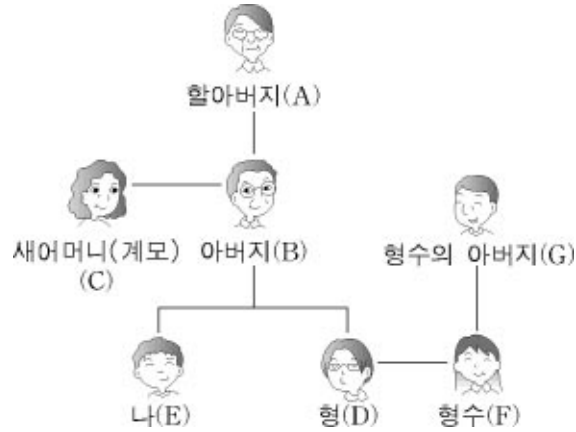 할아버지(A)
새어머니(계모)
(C)
아버지(B)
형수의 아버지(G)
나(E)
형(D)
형수(F)